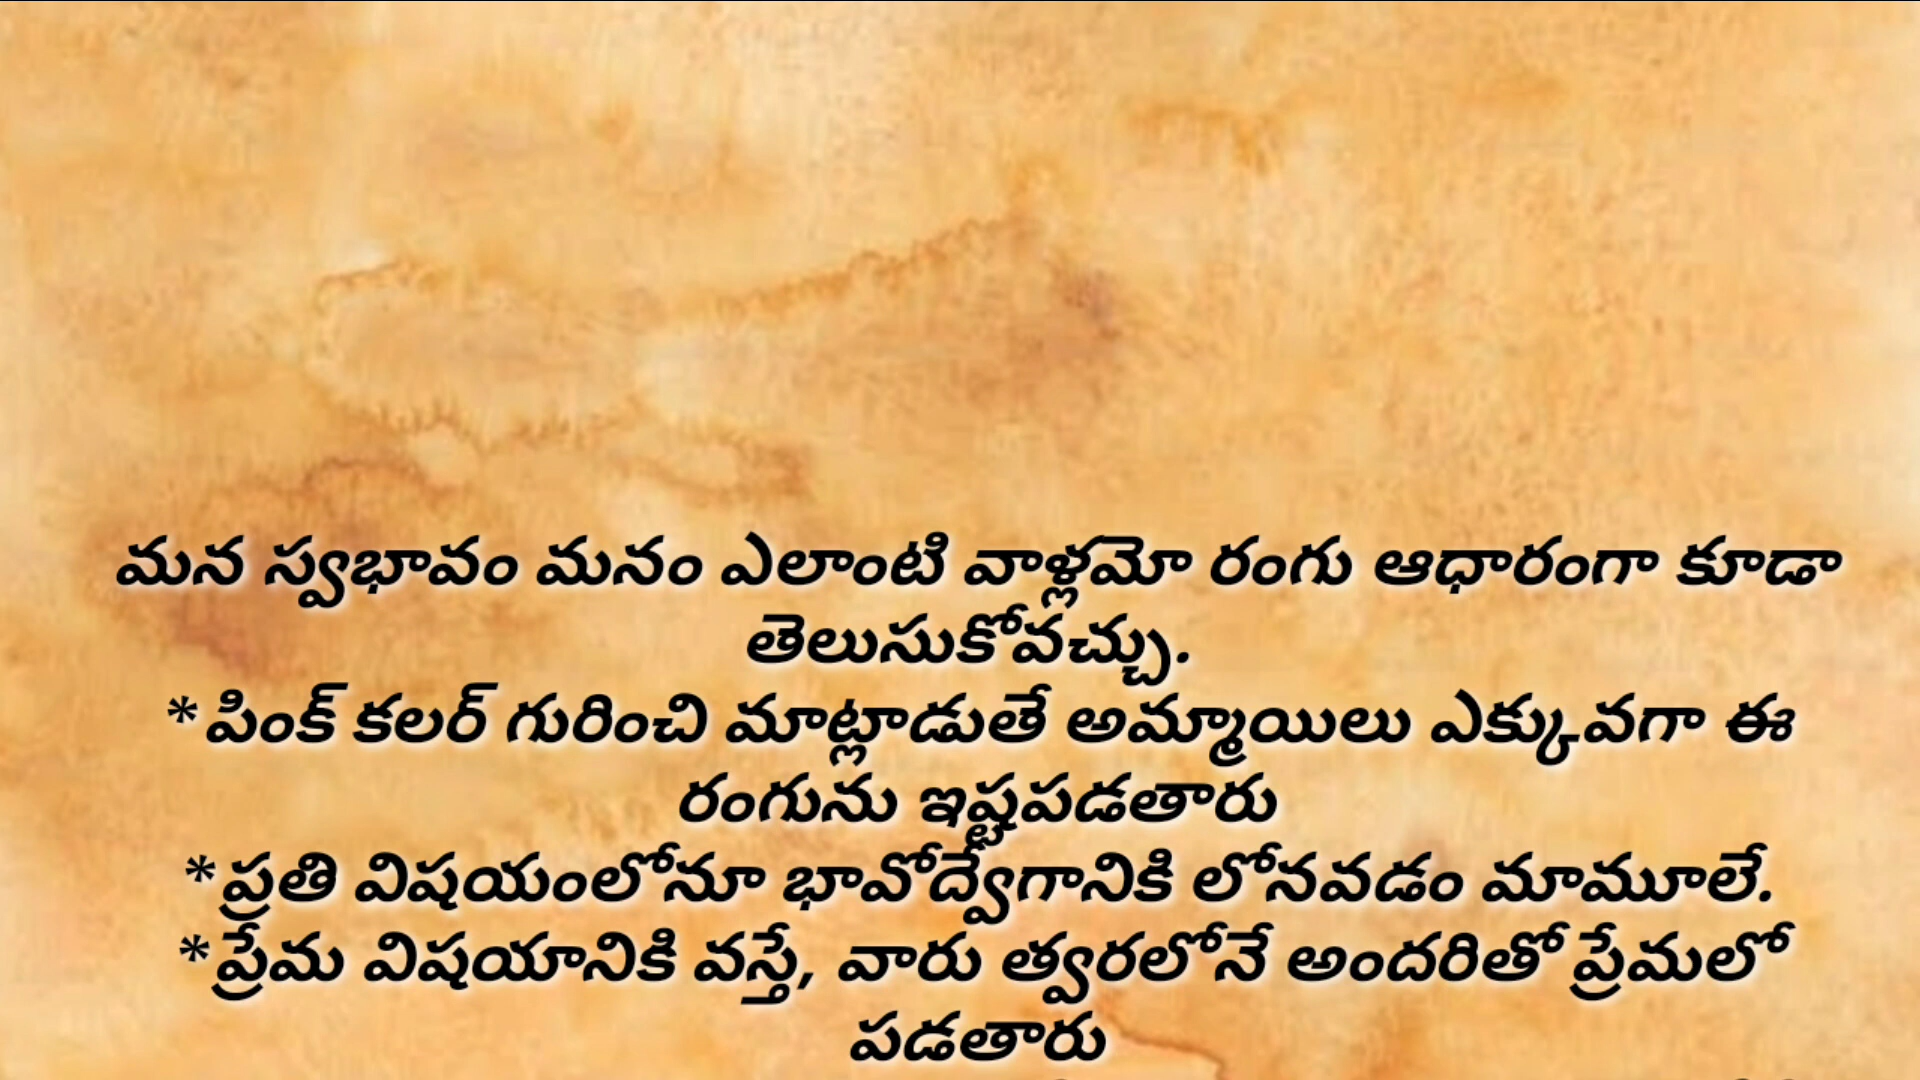 మన స్వభావం మనం ఎలాంటి వాళ్లమో రంగు ఆధారంగా కూడా
తెలుసుకోవచ్చు.
*పింక్ కలర్ గురించి మాట్లాడుతే అమ్మాయిలు ఎక్కువగా ఈ
రంగును ఇష్టపడతారు
*ప్రతి విషయంలోనూ భావోద్వేగానికి లోనవడం మామూలే.
*ప్రేమ విషయానికి వస్తే, వారు త్వరలోనే అందరితో ప్రేమలో
పడతారు